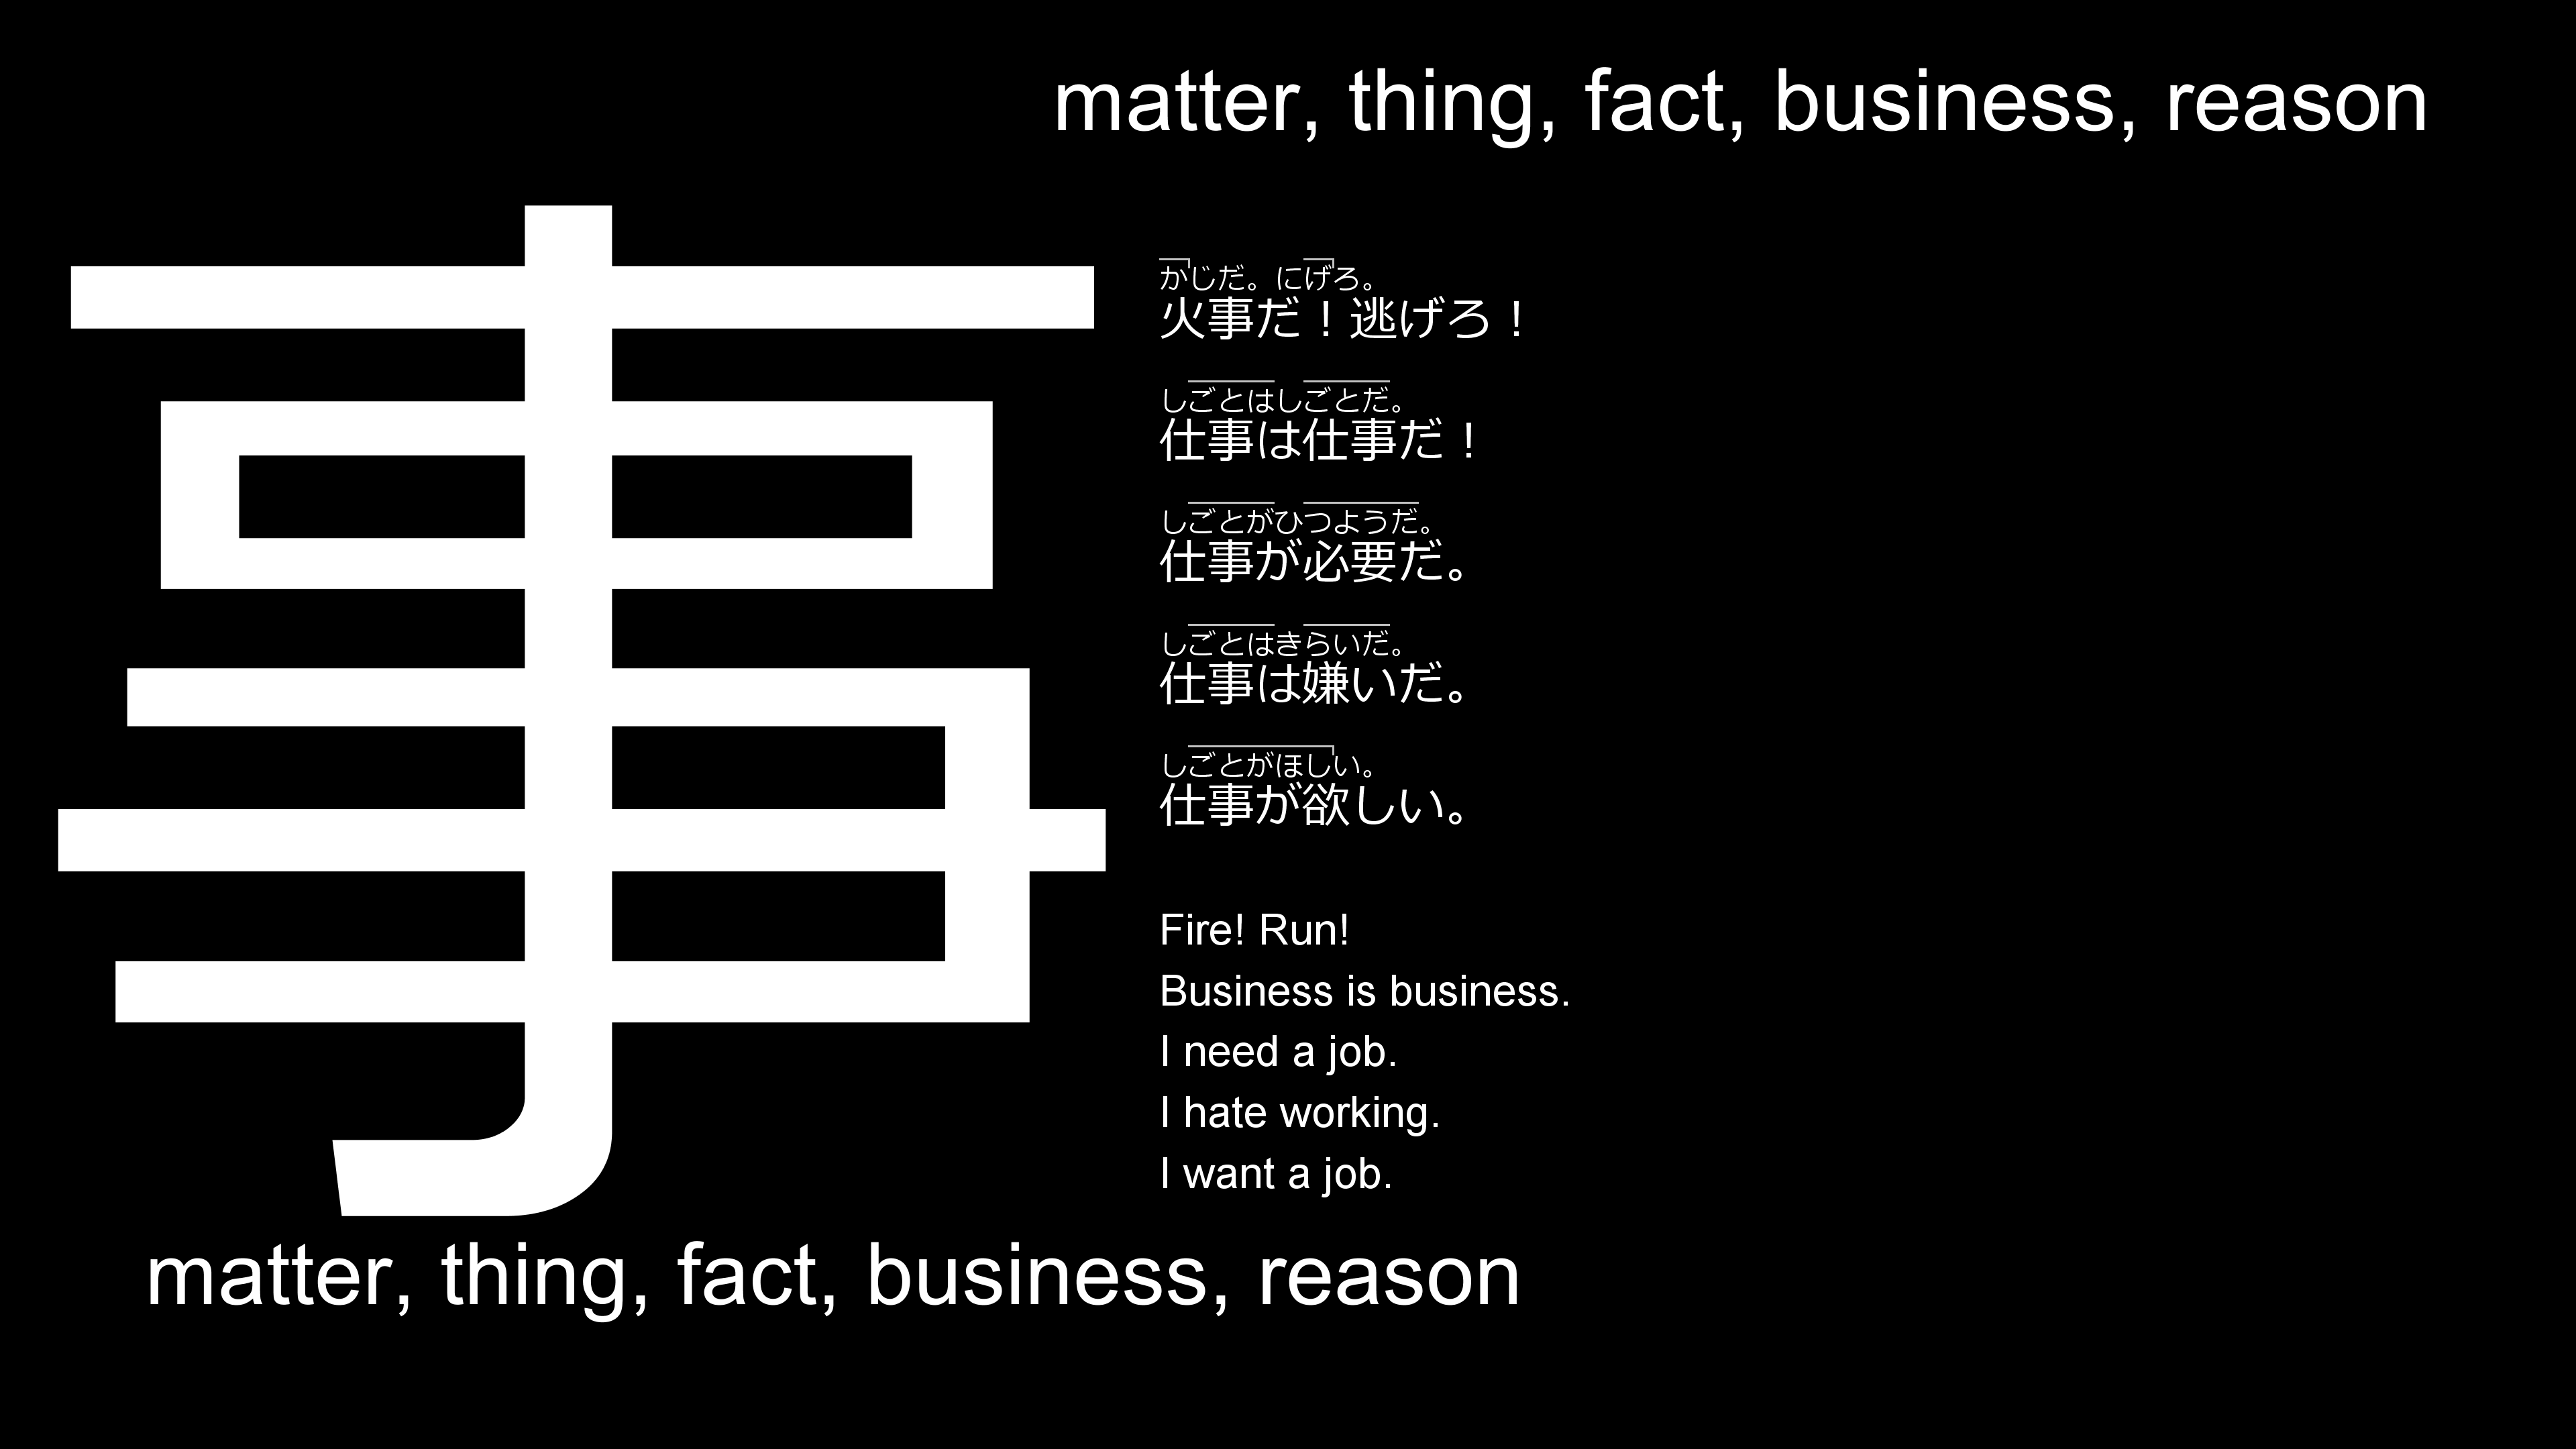 matter, thing, fact, business, reason
事
かじだ。にげろ。
火事だ！逃げろ！
しごとはしごとだ。
仕事は仕事だ！
しごとがひつようだ。
仕事が必要だ。
しごとはきらいだ。
仕事は嫌いだ。
しごとがほしい。
仕事が欲しい。
Fire! Run!
Business is business.
I need a job.
I hate working.
I want a job.
matter, thing, fact, business, reason